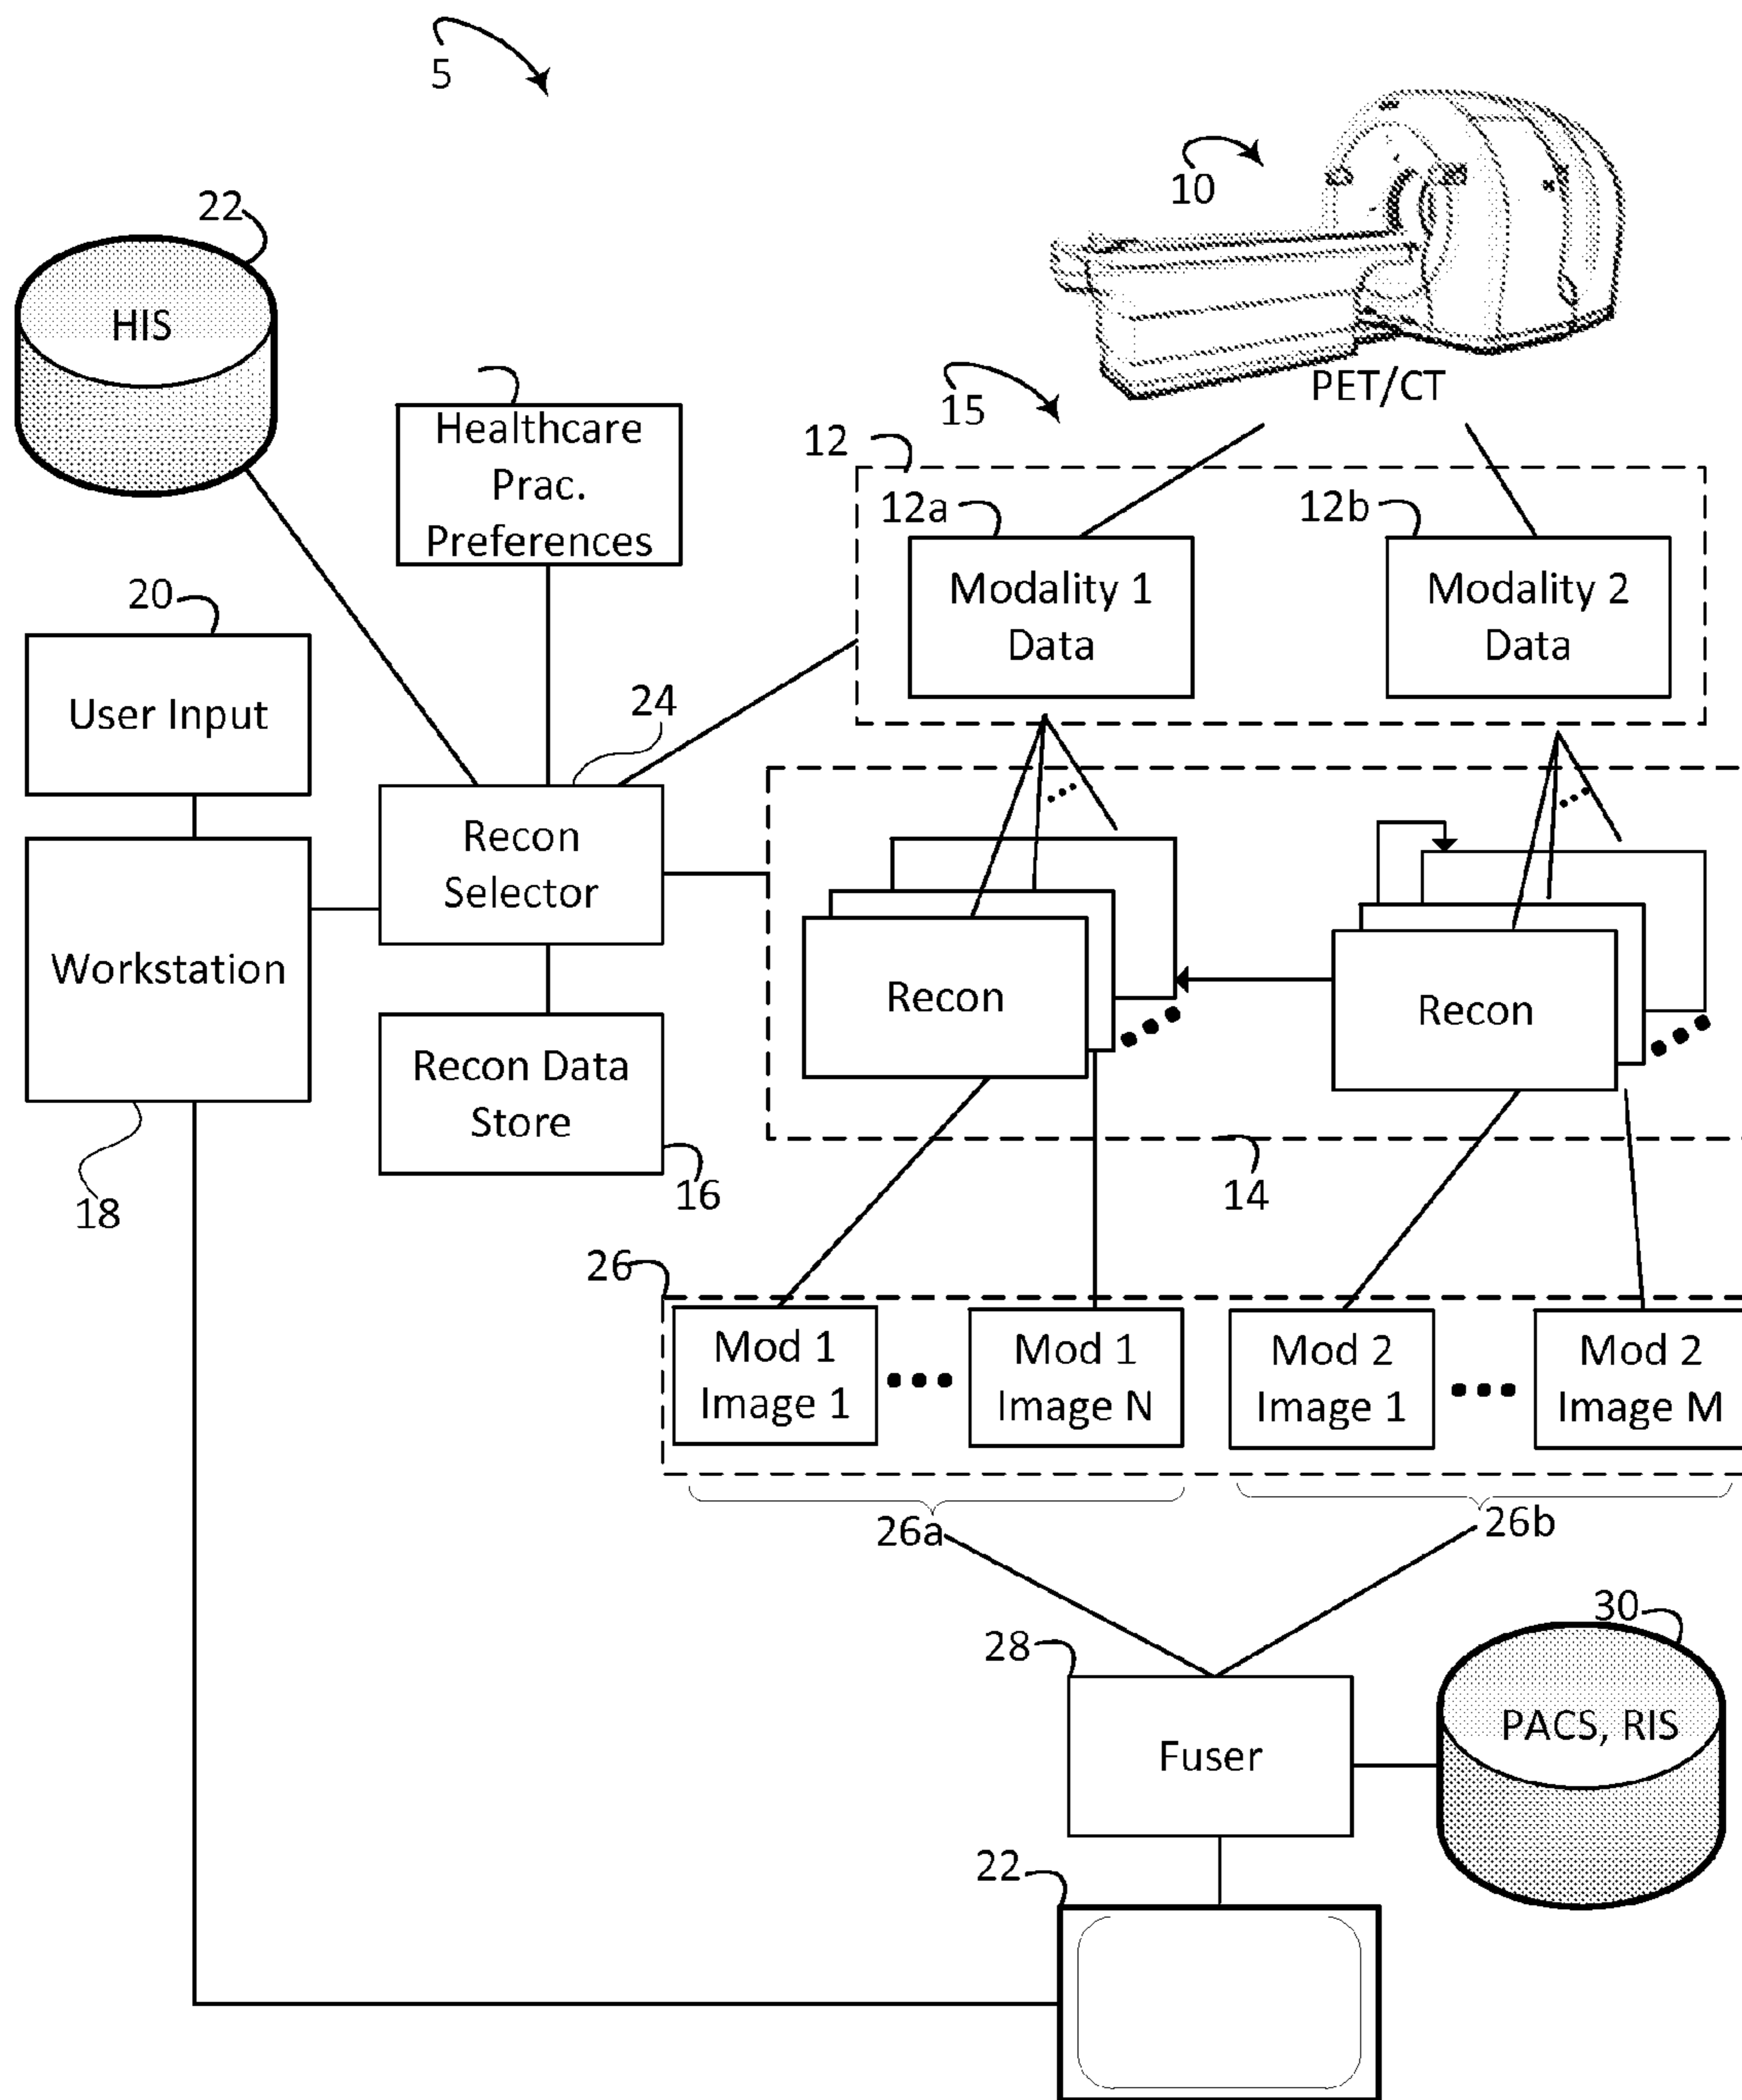 5
10
22
HIS
PET/CT
15
Healthcare
Prac.
Preferences
12
12a
12b
Modality 1
Data
Modality 2
Data
20
User Input
24
Recon
Selector
Workstation
Recon
Recon
Recon Data
Store
18
16
14
26
Mod 1
Image 1
Mod 1
Image N
Mod 2
Image 1
Mod 2
Image M
26a
26b
30
28
Fuser
PACS, RIS
22